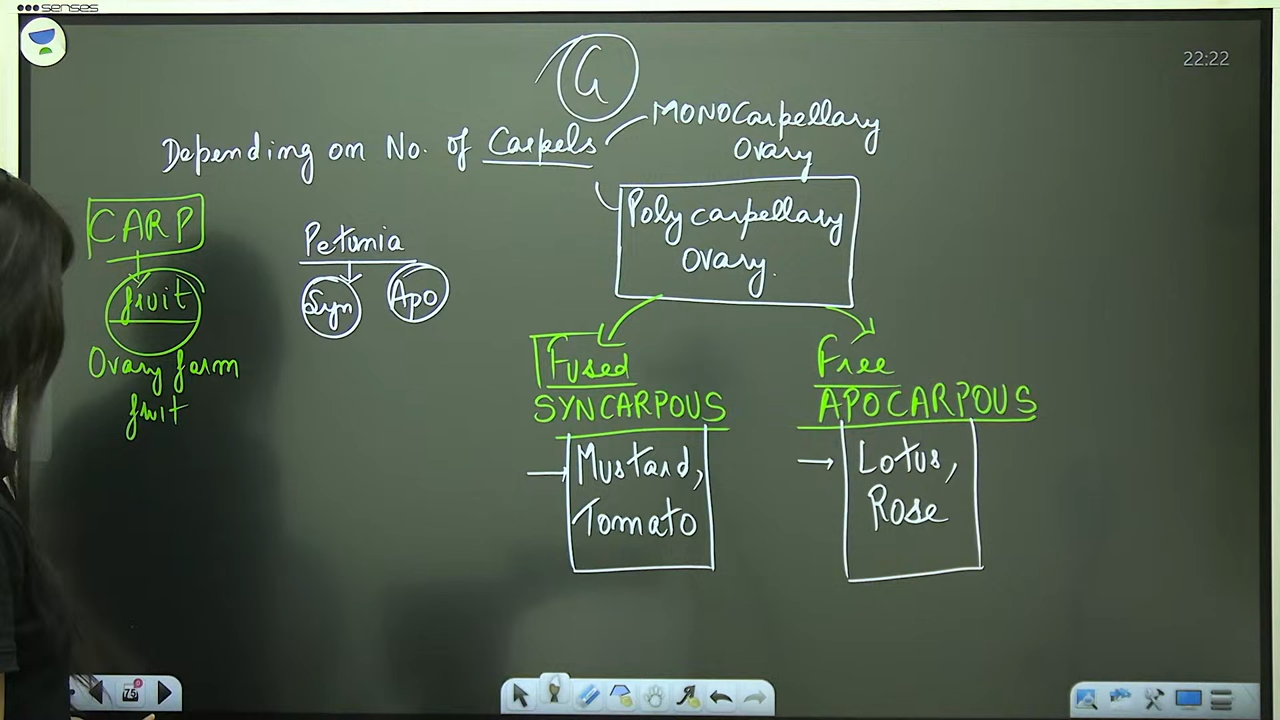 senses
22:22
G
Depending on No. of Carpels
MONOCarpellary
Ovary
Polycarpellary
Ovary.
CARP
fruit
Ovary form
fruit
Petunia
Syn
Apo
Fused
SYNCARPOUS
Mustard,
Tomato
Free
APOCARPOUS
Lotus,
Rose
75